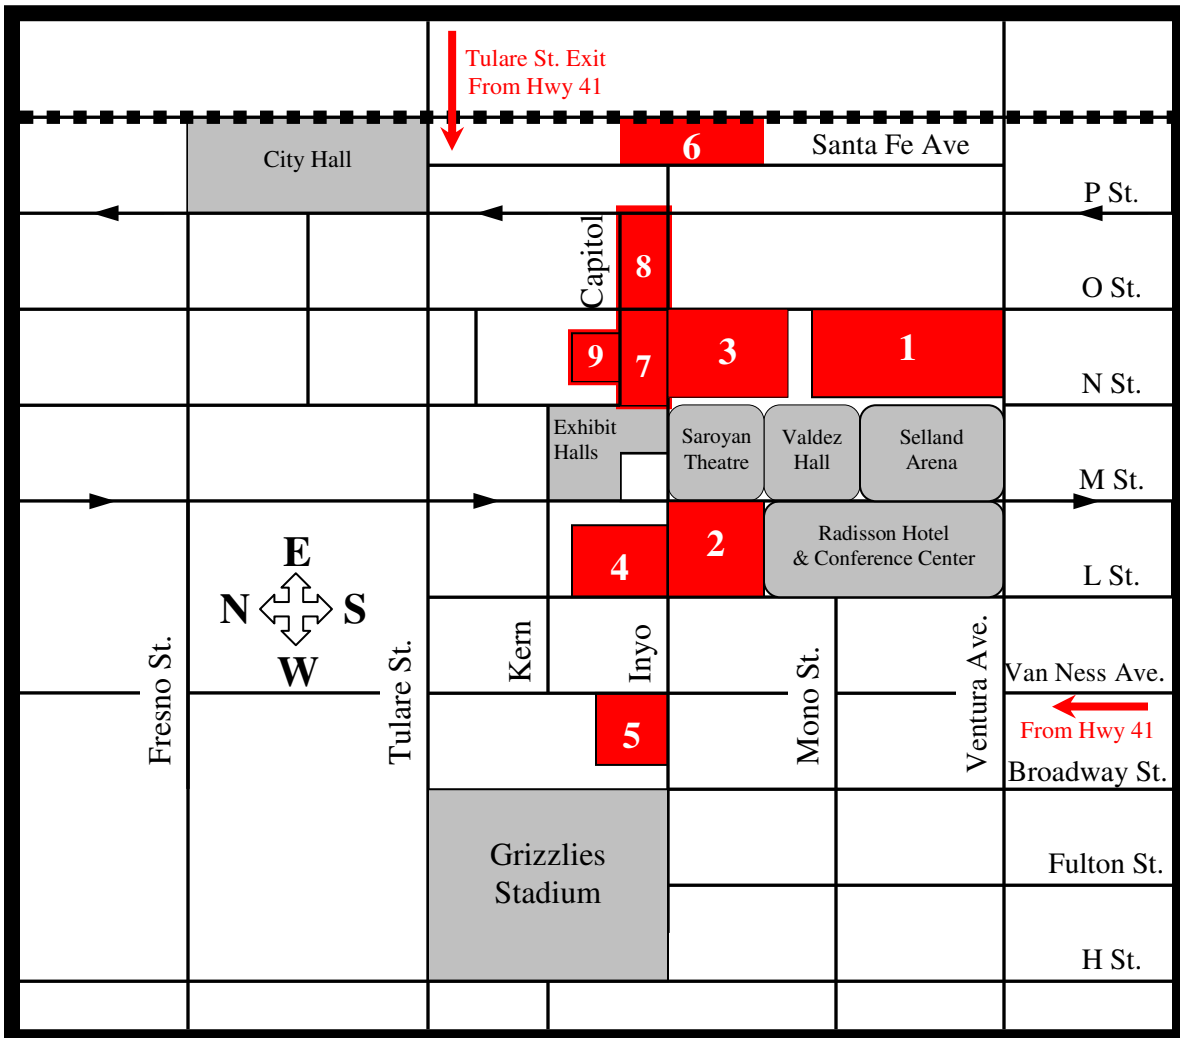 Tulare St. Exit
From Hwy 41
City Hall
6
Santa Fe Ave
P St.
Capitol
8
O St.
9
7
3
1
N St.
Exhibit
Halls
Saroyan
Theatre
Valdez
Hall
Selland
Arena
M St.
E
N
S
W
4
2
Radisson Hotel
& Conference Center
L St.
Fresno St.
Tulare St.
Kern
Inyo
Mono St.
Ventura Ave.
Van Ness Ave.
From Hwy 41
5
Broadway St.
Grizzlies
Stadium
Fulton St.
H St.